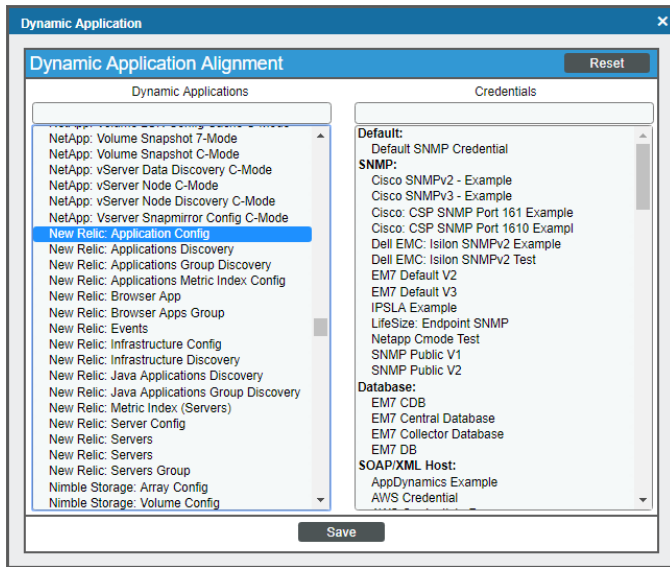 Dynamic Application
Dynamic Application Alignment
Reset
Dynamic Applications
NetApp: Volume Snapshot 7-Mode
NetApp: Volume Snapshot C-Mode
NetApp: vServer Data Discovery C-Mode
NetApp: vServer Node C-Mode
NetApp: vServer Node Discovery C-Mode
NetApp: Vserver Snapmirror Config C-Mode
New Relic: Application Config
New Relic: Applications Discovery
New Relic: Applications Group Discovery
New Relic: Applications Metric Index Config
New Relic: Browser App
New Relic: Browser Apps Group
New Relic: Events
New Relic: Infrastructure Config
New Relic: Infrastructure Discovery
New Relic: Java Applications Discovery
New Relic: Java Applications Group Discovery
New Relic: Metric Index (Servers)
New Relic: Server Config
New Relic: Servers
New Relic: Servers
New Relic: Servers Group
Nimble Storage: Array Config
Nimble Storage: Volume Config
Credentials
Default:
Default SNMP Credential
SNMP:
Cisco SNMPv2 - Example
Cisco SNMPv3 - Example
Cisco: CSP SNMP Port 161 Example
Cisco: CSP SNMP Port 1610 Exampl
Dell EMC: Isilon SNMPv2 Example
Dell EMC: Isilon SNMPv2 Test
EM7 Default V2
EM7 Default V3
IPSLA Example
LifeSize: Endpoint SNMP
Netapp Cmode Test
SNMP Public V1
SNMP Public V2
Database:
EM7 CDB
EM7 Central Database
EM7 Collector Database
EM7 DB
SOAP/XML Host:
AppDynamics Example
AWS Credential
Save